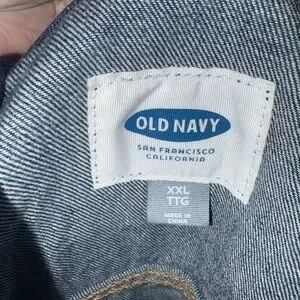 OLD NAVY
SAN FRANCISCO
CALIFORNIA
XXL
TTG
MADE IN
CHINA